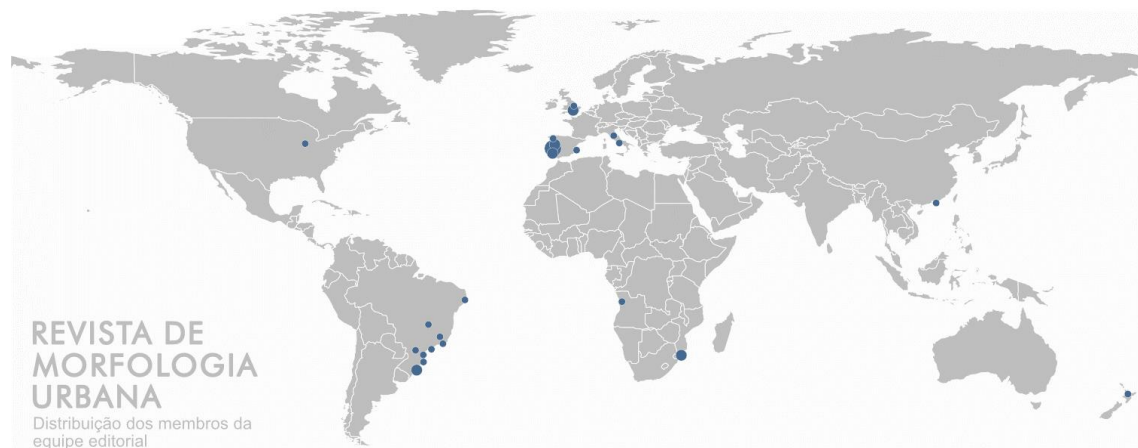 REVISTA DE
MORFOLOGIA
URBANA
Distribuição dos membros da
equipe editorial